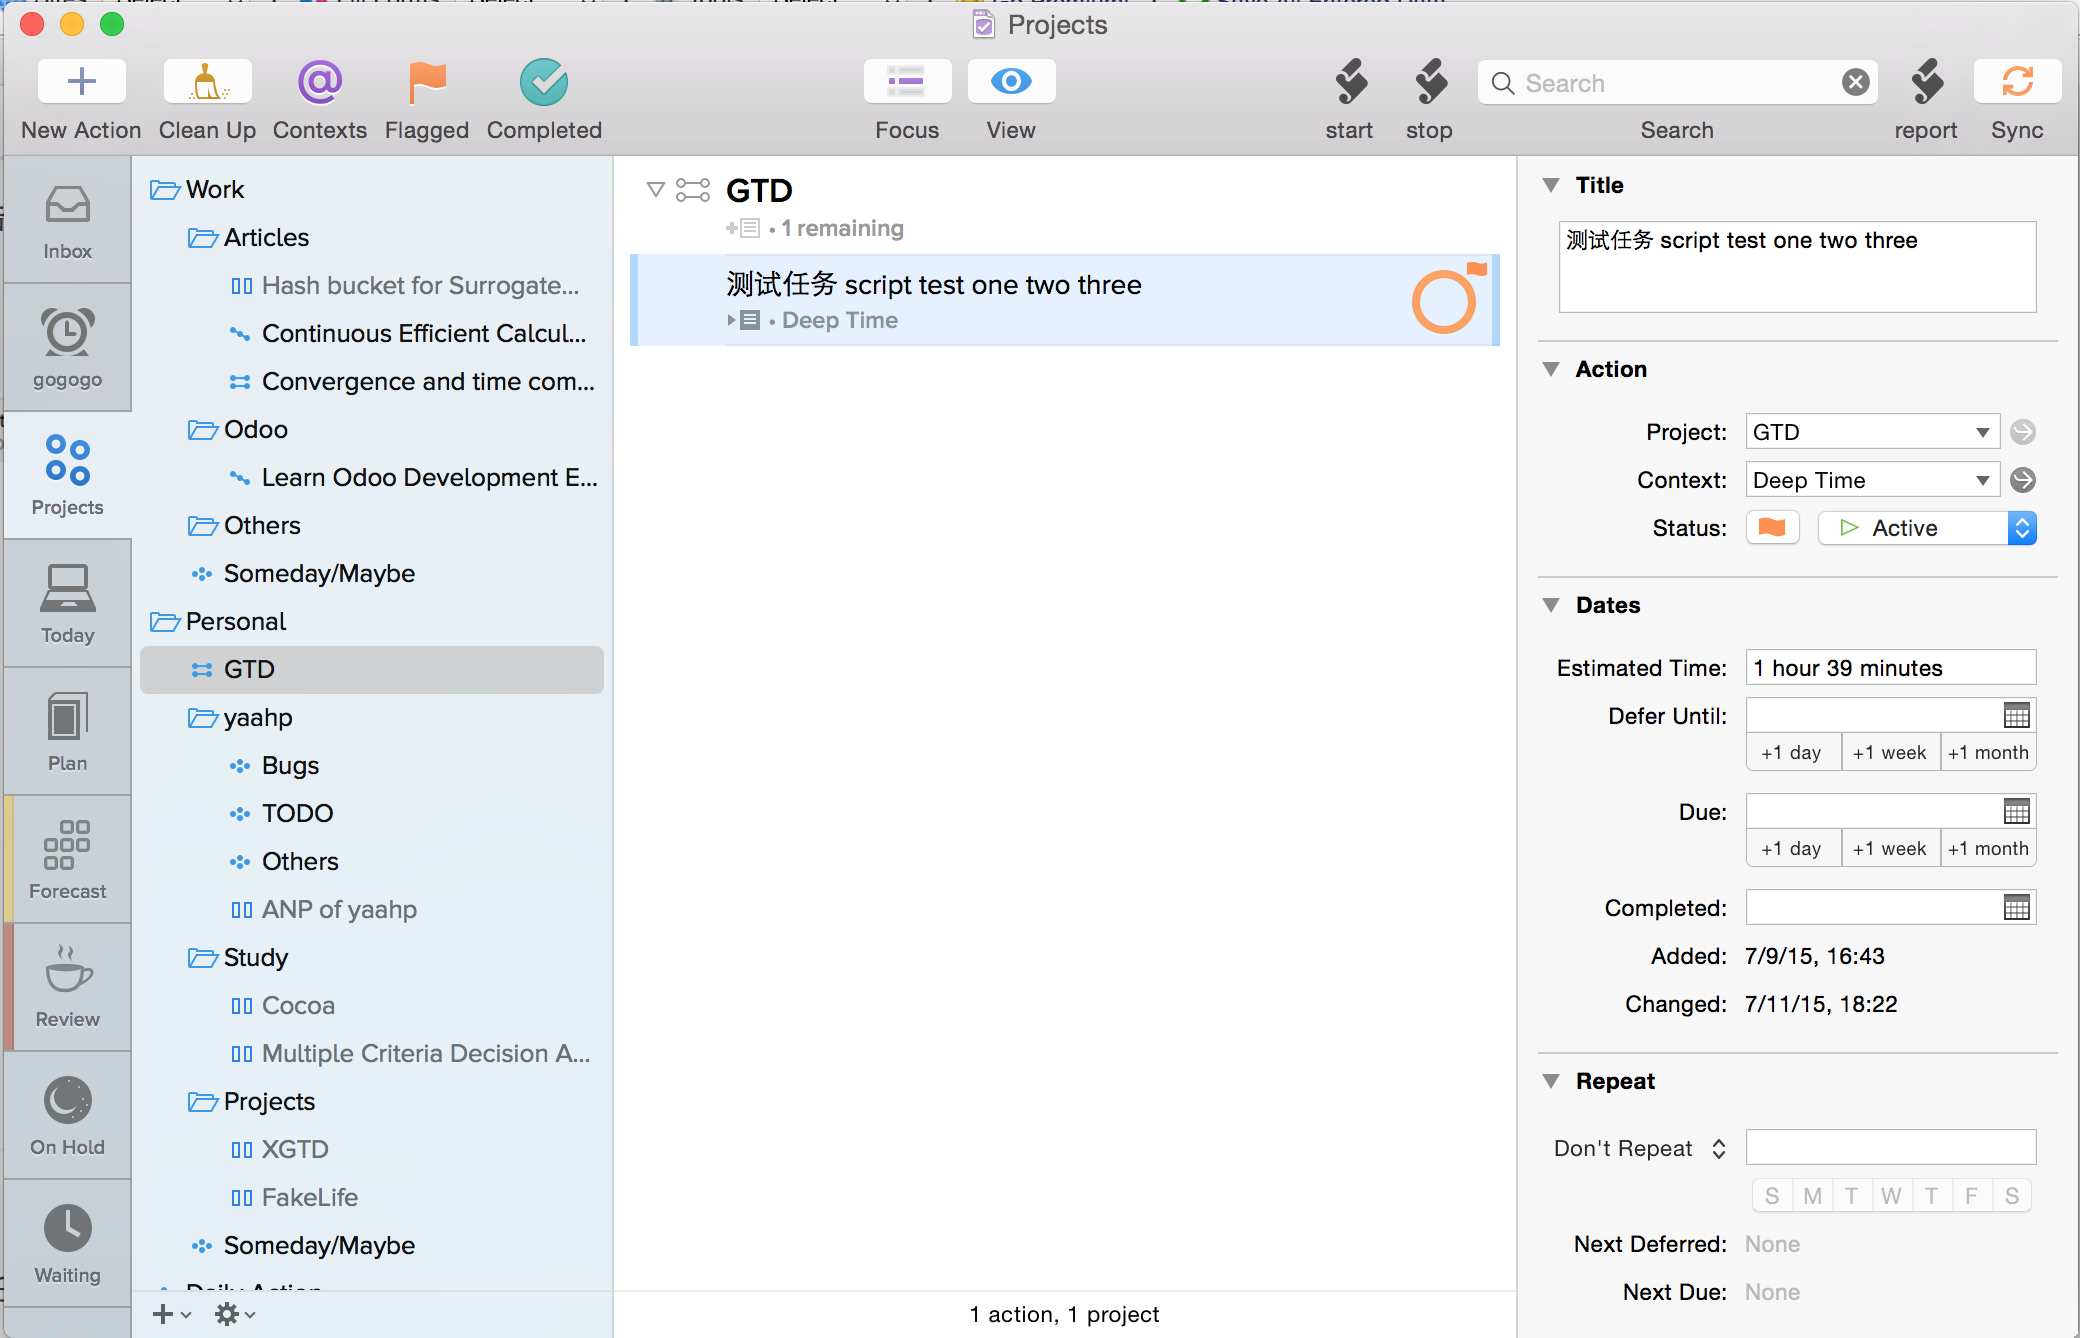 Projects
New Action
Clean Up
Contexts
Flagged
Completed
Focus
View
start
stop
Search
Search
report
Sync
Inbox
gogogo
Projects
Today
Plan
Forecast
Review
On Hold
Waiting
Work
Articles
Hash bucket for Surrogate...
Continuous Efficient Calcul...
Convergence and time com...
Odoo
Learn Odoo Development E...
Others
Someday/Maybe
Personal
GTD
yaahp
Bugs
TODO
Others
ANP of yaahp
Study
Cocoa
Multiple Criteria Decision A...
Projects
XGTD
FakeLife
Someday/Maybe
Daily Action
GTD
• 1 remaining
测试任务 script test one two three
• Deep Time
1 action, 1 project
Title
测试任务 script test one two three
Action
Project: GTD
Context: Deep Time
Status: Active
Dates
Estimated Time: 1 hour 39 minutes
Defer Until:
+1 day +1 week +1 month
Due:
+1 day +1 week +1 month
Completed:
Added: 7/9/15, 16:43
Changed: 7/11/15, 18:22
Repeat
Don't Repeat
S M T W T F S
Next Deferred: None
Next Due: None